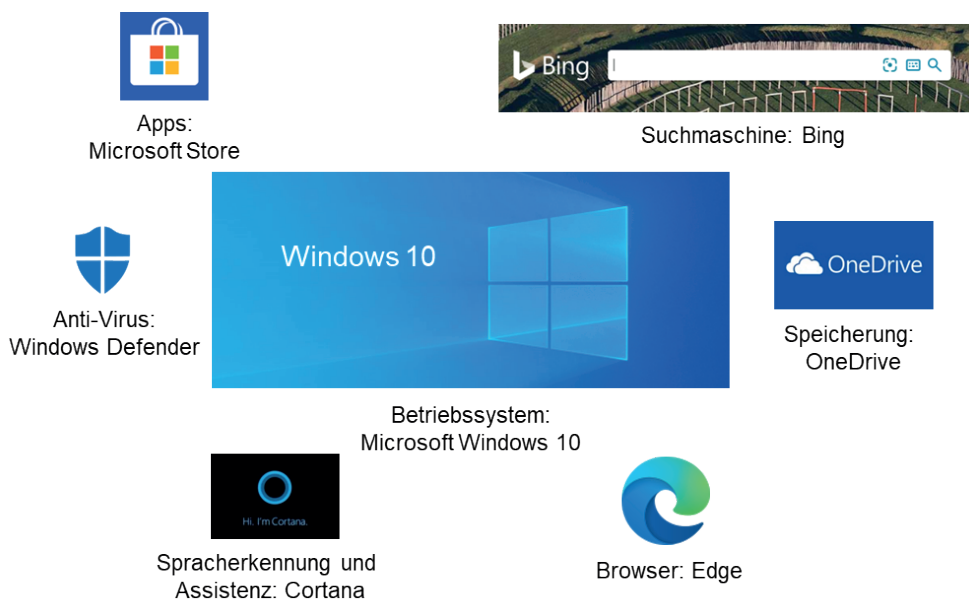 Apps:
Microsoft Store
Bing
Suchmaschine: Bing
Windows 10
Anti-Virus:
Windows Defender
OneDrive
Speicherung:
OneDrive
Betriebssystem:
Microsoft Windows 10
Hi. I'm Cortana.
Spracherkennung und
Assistenz: Cortana
Browser: Edge